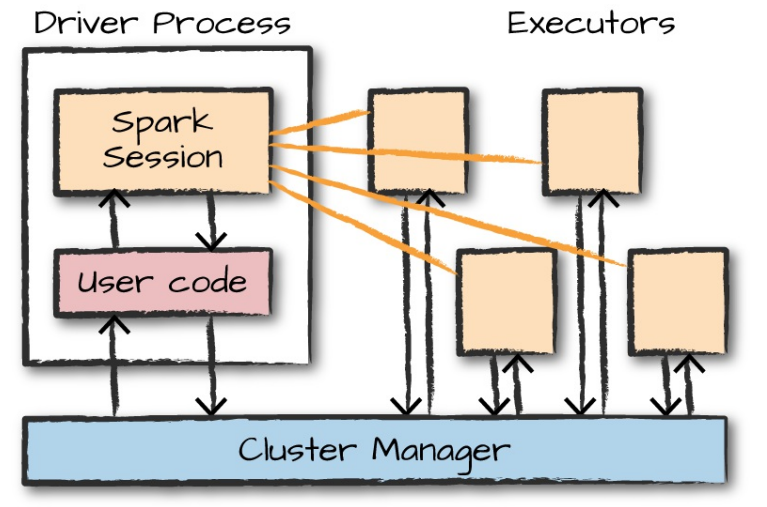 Driver Process
Executors
Spark
Session
User code
Cluster Manager